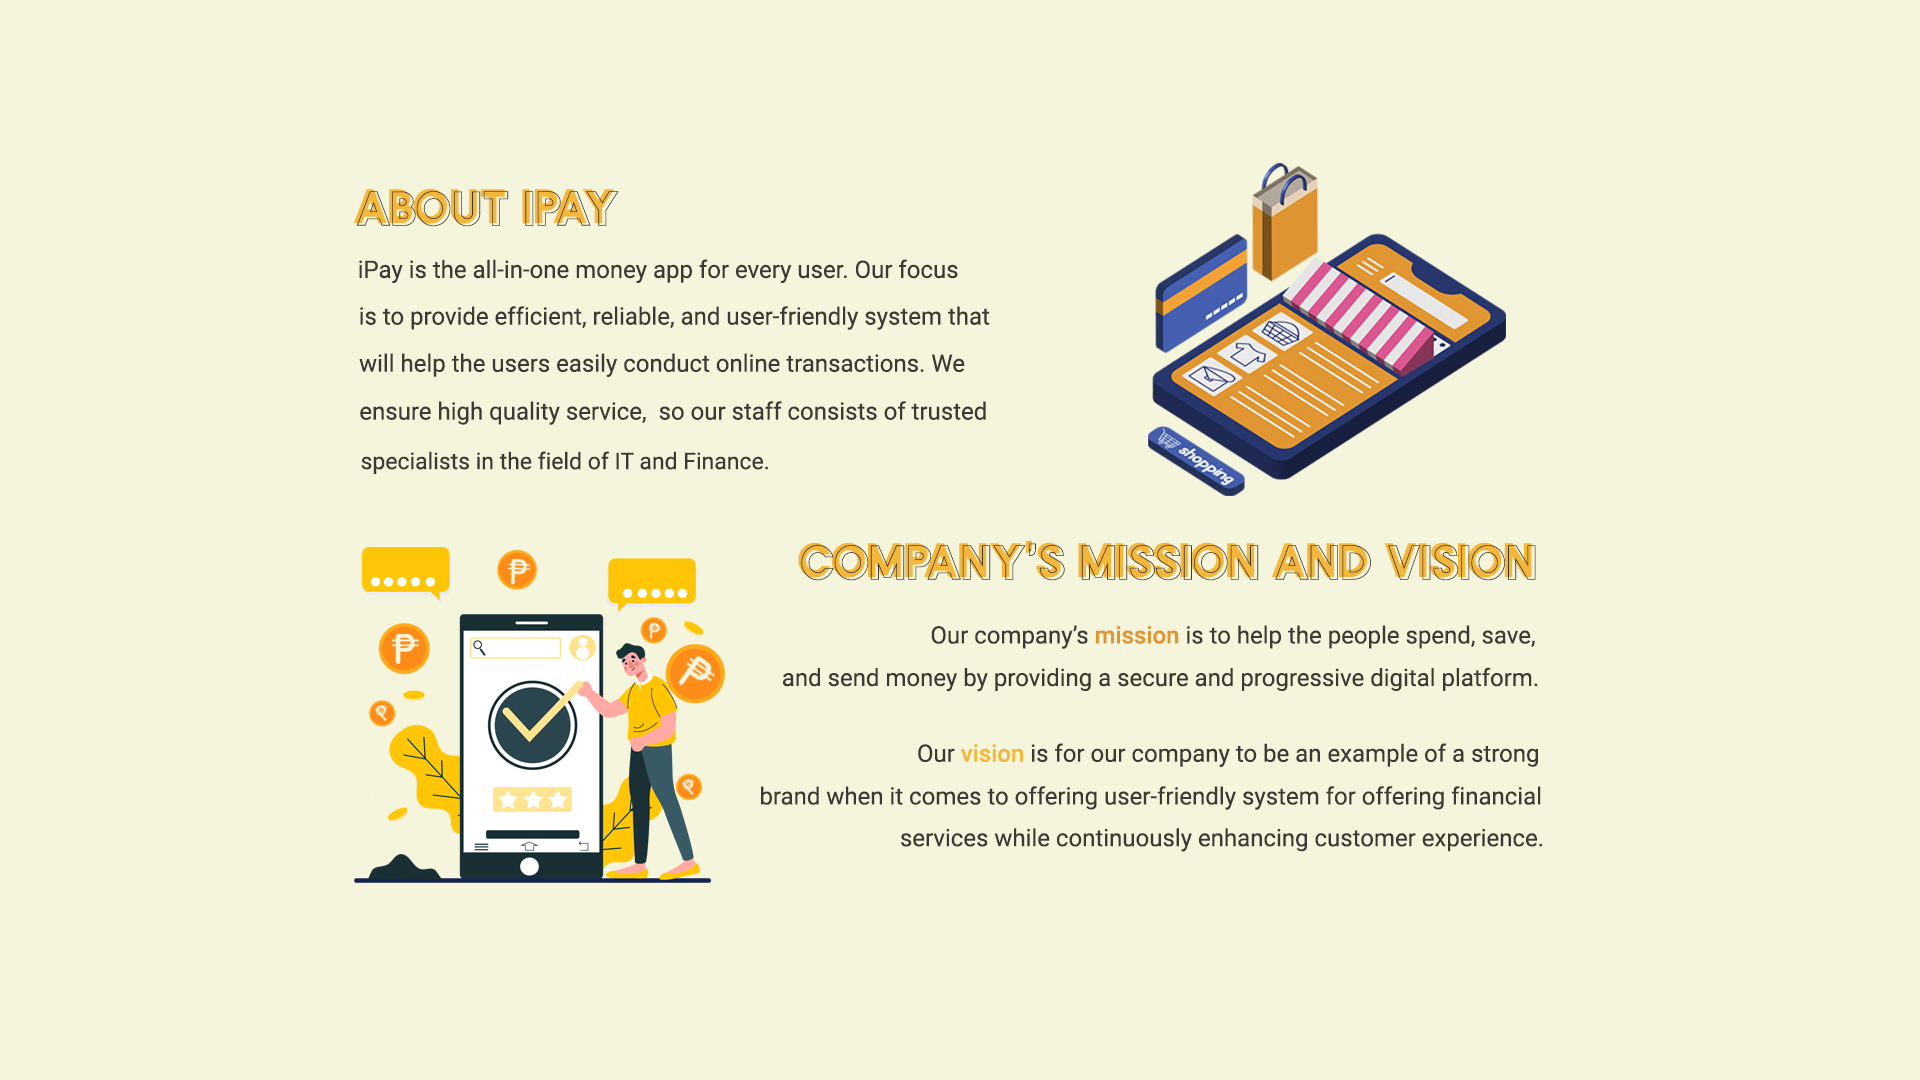 ABOUT IPAY
iPay is the all-in-one money app for every user. Our focus
is to provide efficient, reliable, and user-friendly system that
will help the users easily conduct online transactions. We
ensure high quality service,  so our staff consists of trusted
specialists in the field of IT and Finance.
shopping
COMPANY'S MISSION AND VISION
Our company’s mission is to help the people spend, save,
and send money by providing a secure and progressive digital platform.
Our vision is for our company to be an example of a strong
brand when it comes to offering user-friendly system for offering financial
services while continuously enhancing customer experience.